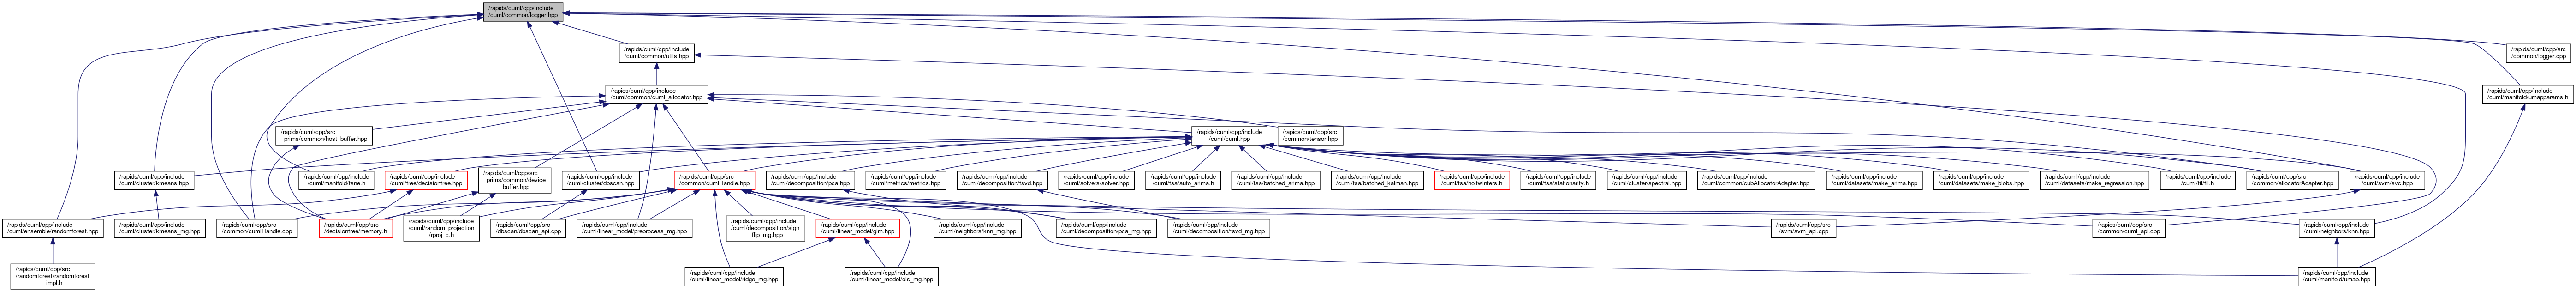 /rapids/cuml/cpp/include
/cuml/common/logger.hpp
/rapids/cuml/cpp/include
/cuml/common/utils.hpp
/rapids/cuml/cpp/src
/common/logger.cpp
/rapids/cuml/cpp/include
/cuml/common/cuml_allocator.hpp
/rapids/cuml/cpp/include
/cuml/manifold/umapparams.h
/rapids/cuml/cpp/src
_prims/common/host_buffer.hpp
/rapids/cuml/cpp/include
/cuml/cuml.hpp
/rapids/cuml/cpp/src
/common/tensor.hpp
/rapids/cuml/cpp/include
/cuml/cluster/kmeans.hpp
/rapids/cuml/cpp/include
/cuml/manifold/tsne.h
/rapids/cuml/cpp/include
/cuml/tree/decisiontree.hpp
/rapids/cuml/cpp/src
_prims/common/device
_buffer.hpp
/rapids/cuml/cpp/include
/cuml/cluster/dbscan.hpp
/rapids/cuml/cpp/src
/common/cumlHandle.hpp
/rapids/cuml/cpp/include
/cuml/decomposition/pca.hpp
/rapids/cuml/cpp/include
/cuml/metrics/metrics.hpp
/rapids/cuml/cpp/include
/cuml/decomposition/tsvd.hpp
/rapids/cuml/cpp/include
/cuml/solvers/solver.hpp
/rapids/cuml/cpp/include
/cuml/tsa/auto_arima.h
/rapids/cuml/cpp/include
/cuml/tsa/batched_arima.hpp
/rapids/cuml/cpp/include
/cuml/tsa/batched_kalman.hpp
/rapids/cuml/cpp/include
/cuml/tsa/holtwinters.h
/rapids/cuml/cpp/include
/cuml/tsa/stationarity.h
/rapids/cuml/cpp/include
/cuml/cluster/spectral.hpp
/rapids/cuml/cpp/include
/cuml/common/cubAllocatorAdapter.hpp
/rapids/cuml/cpp/include
/cuml/datasets/make_arima.hpp
/rapids/cuml/cpp/include
/cuml/datasets/make_blobs.hpp
/rapids/cuml/cpp/include
/cuml/datasets/make_regression.hpp
/rapids/cuml/cpp/include
/cuml/fil/fil.h
/rapids/cuml/cpp/src
/common/allocatorAdapter.hpp
/rapids/cuml/cpp/include
/cuml/svm/svc.hpp
/rapids/cuml/cpp/include
/cuml/ensemble/randomforest.hpp
/rapids/cuml/cpp/include
/cuml/cluster/kmeans_mg.hpp
/rapids/cuml/cpp/src
/common/cumlHandle.cpp
/rapids/cuml/cpp/src
/decisiontree/memory.h
/rapids/cuml/cpp/include
/cuml/random_projection
/rproj_c.h
/rapids/cuml/cpp/src
/dbscan/dbscan_api.cpp
/rapids/cuml/cpp/include
/cuml/linear_model/preprocess_mg.hpp
/rapids/cuml/cpp/include
/cuml/decomposition/sign
_flip_mg.hpp
/rapids/cuml/cpp/include
/cuml/linear_model/glm.hpp
/rapids/cuml/cpp/include
/cuml/neighbors/knn_mg.hpp
/rapids/cuml/cpp/include
/cuml/decomposition/pca_mg.hpp
/rapids/cuml/cpp/include
/cuml/decomposition/tsvd_mg.hpp
/rapids/cuml/cpp/src
/svm/svm_api.cpp
/rapids/cuml/cpp/src
/common/cuml_api.cpp
/rapids/cuml/cpp/include
/cuml/neighbors/knn.hpp
/rapids/cuml/cpp/src
/randomforest/randomforest
_impl.h
/rapids/cuml/cpp/include
/cuml/linear_model/ridge_mg.hpp
/rapids/cuml/cpp/include
/cuml/linear_model/ols_mg.hpp
/rapids/cuml/cpp/include
/cuml/manifold/umap.hpp